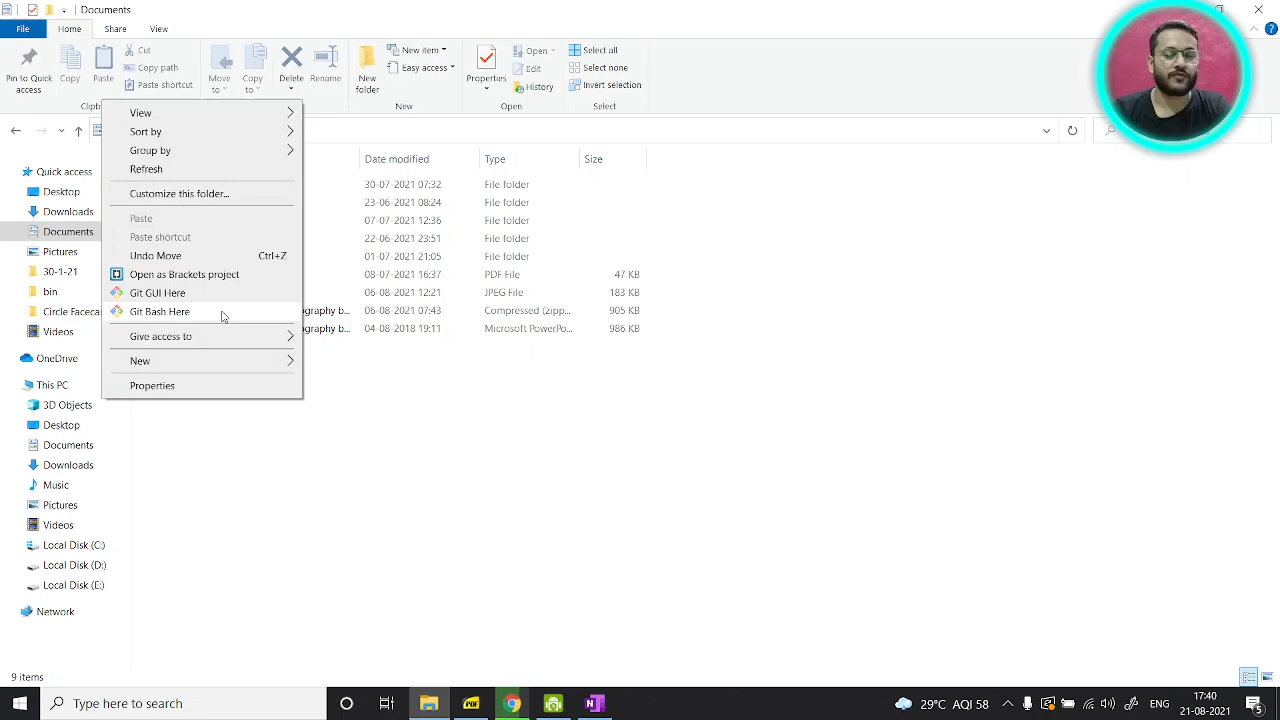 Documents
File Home Share View
Pin to Quick access
Copy
Paste
Cut
Copy path
Paste shortcut
Move to
Copy to
Delete
Rename
New folder
New item
Easy access
Properties
Open
Edit
History
Select all
Select none
Invert selection
Clipb
New
Open
Select
View
Sort by
Group by
Refresh
Customize this folder...
Paste
Paste shortcut
Undo Move Ctrl+Z
Open as Brackets project
Git GUI Here
Git Bash Here
Give access to
New
Properties
Date modified Type Size
30-07-2021 07:32 File folder
23-06-2021 08:24 File folder
07-07-2021 12:36 File folder
22-06-2021 23:51 File folder
01-07-2021 21:05 File folder
08-07-2021 16:37 PDF File 47 KB
06-08-2021 12:21 JPEG File 183 KB
ography b... 06-08-2021 07:43 Compressed (zipp... 905 KB
ography b... 04-08-2018 19:11 Microsoft PowerPo... 986 KB
Quick access
Desktop
Downloads
Documents
Pictures
30-1-21
bin
Circle Faceca
Videos
OneDrive
This PC
3D Objects
Desktop
Documents
Downloads
Music
Pictures
Videos
Local Disk (C:)
Local Disk (D:)
Local Disk (E:)
Network
9 items
Type here to search
PDF
29°C AQI 58
ENG
17:40
21-08-2021